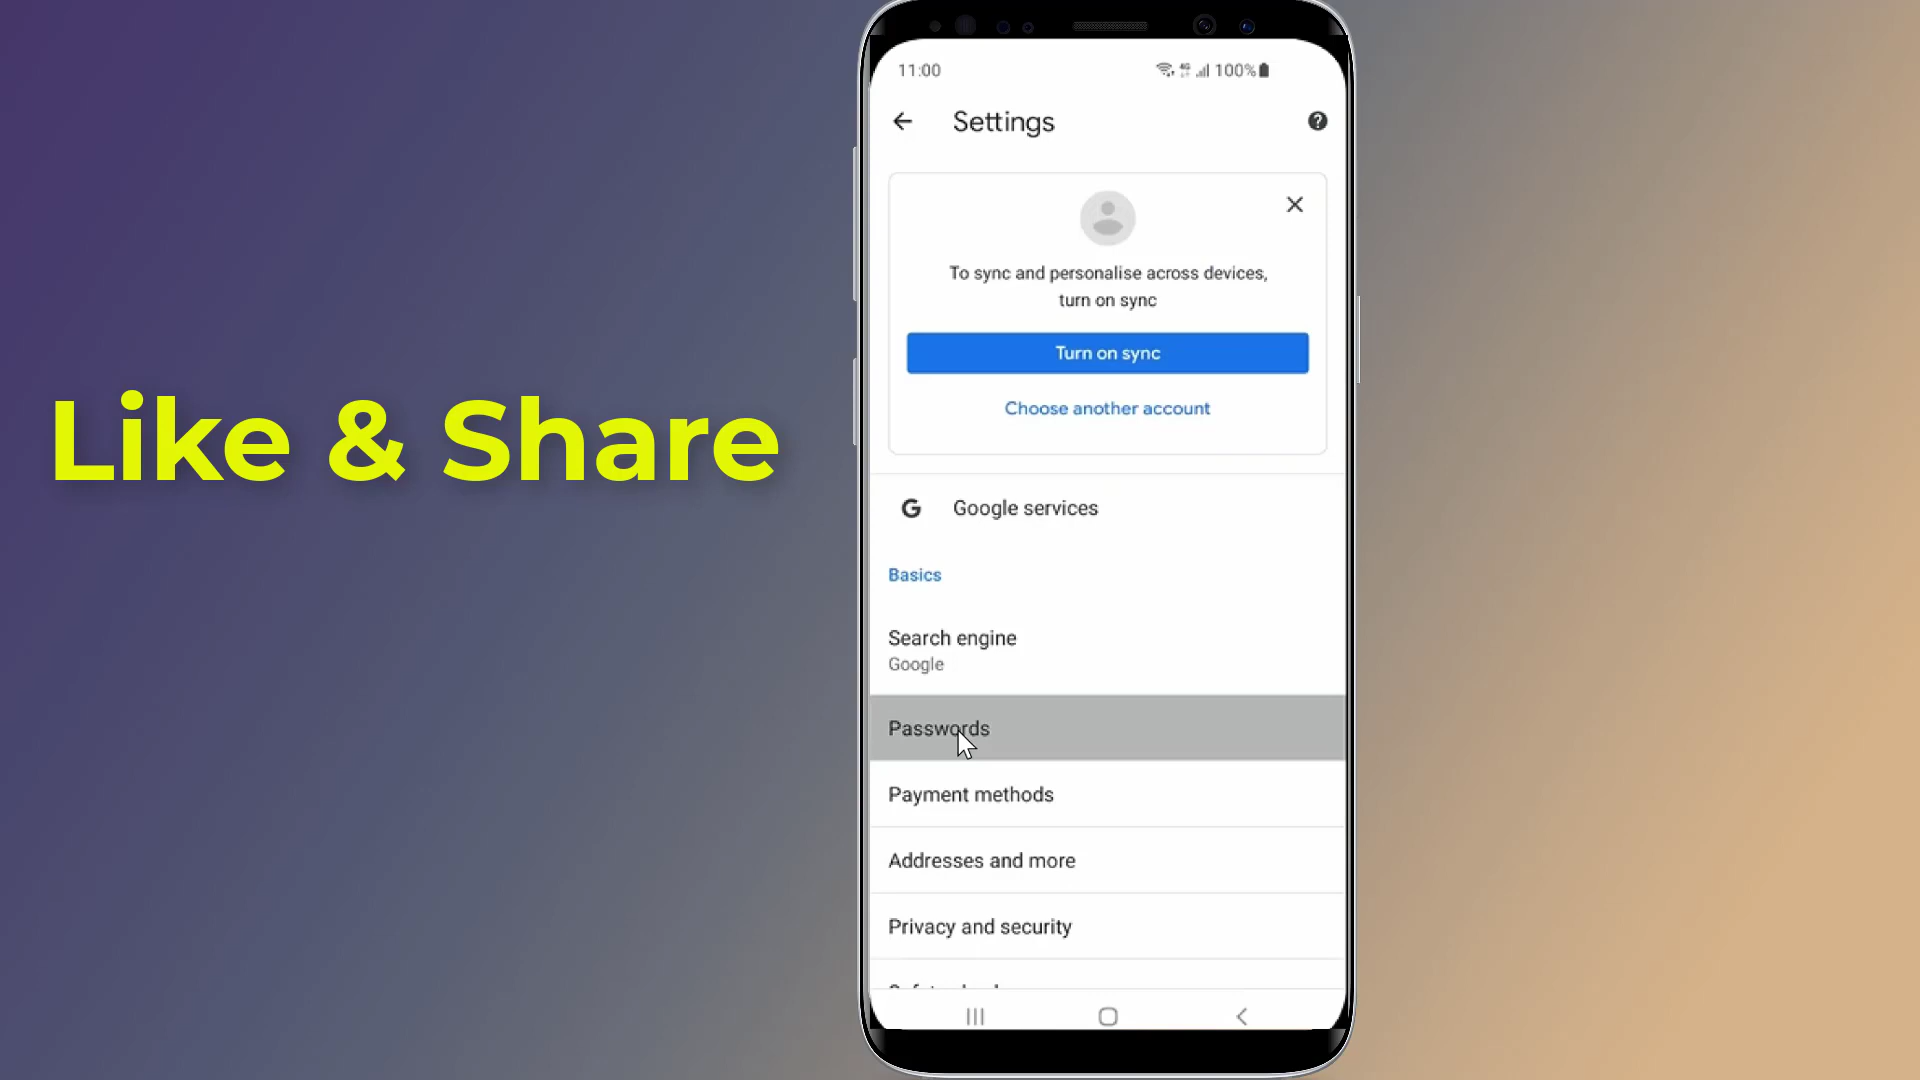 11:00
4G
100%
Settings
To sync and personalise across devices,
turn on sync
Turn on sync
Choose another account
Like & Share
G
Google services
Basics
Search engine
Google
Passwords
Payment methods
Addresses and more
Privacy and security